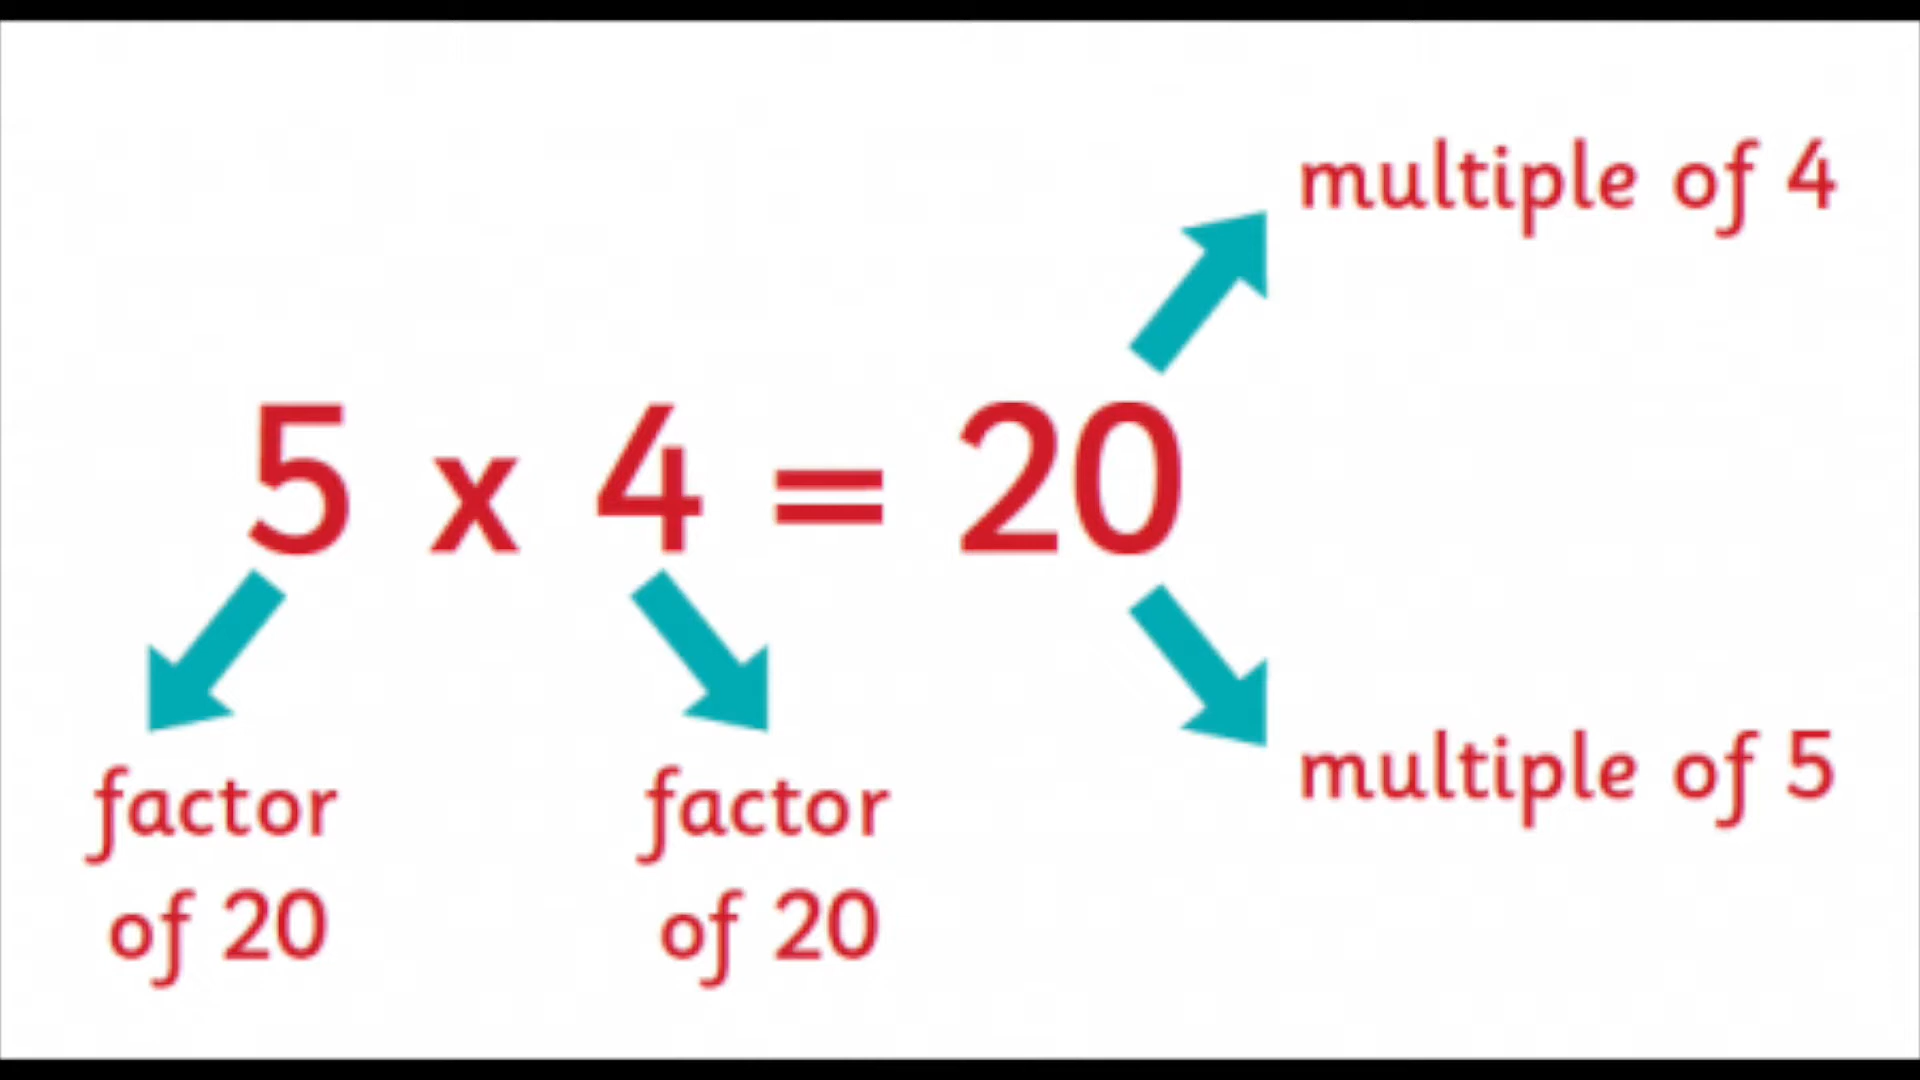 multiple of 4
5 x 4 = 20
multiple of 5
factor
of 20
factor
of 20